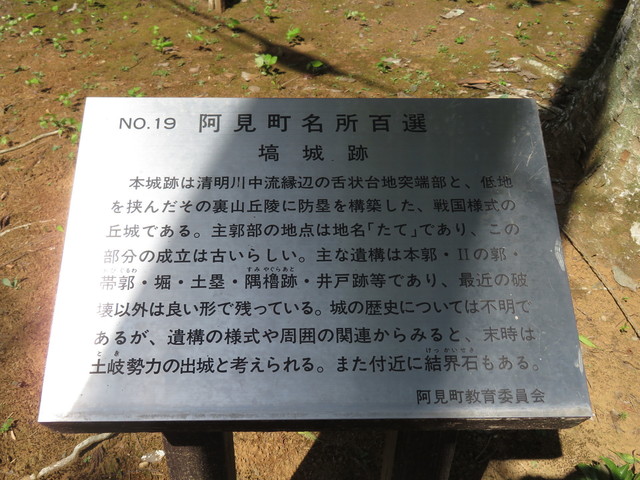 NO.19 阿見町名所百選
塙城跡
本城跡は清明川中流縁辺の舌状台地突端部と、低地
を挟んだその裏山丘陵に防塁を構築した、戦国様式の
丘城である。主郭部の地点は地名「たて」であり、この
部分の成立は古いらしい。主な遺構は本郭・Ⅱの郭・
帯郭・堀・土塁・隅櫓跡・井戸跡等であり、最近の破
壊以外は良い形で残っている。城の歴史については不明で
あるが、遺構の様式や周囲の関連からみると、末時は
土岐勢力の出城と考えられる。また付近に結界石もある。
阿見町教育委員会